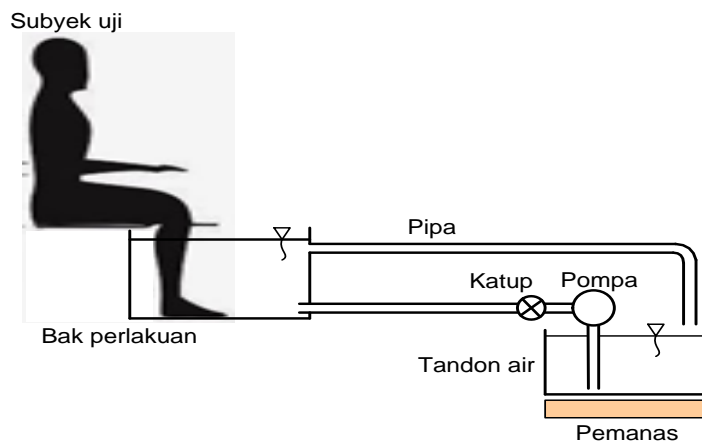 Subyek uji
Pipa
Katup
Pompa
Bak perlakuan
Tandon air
Pemanas